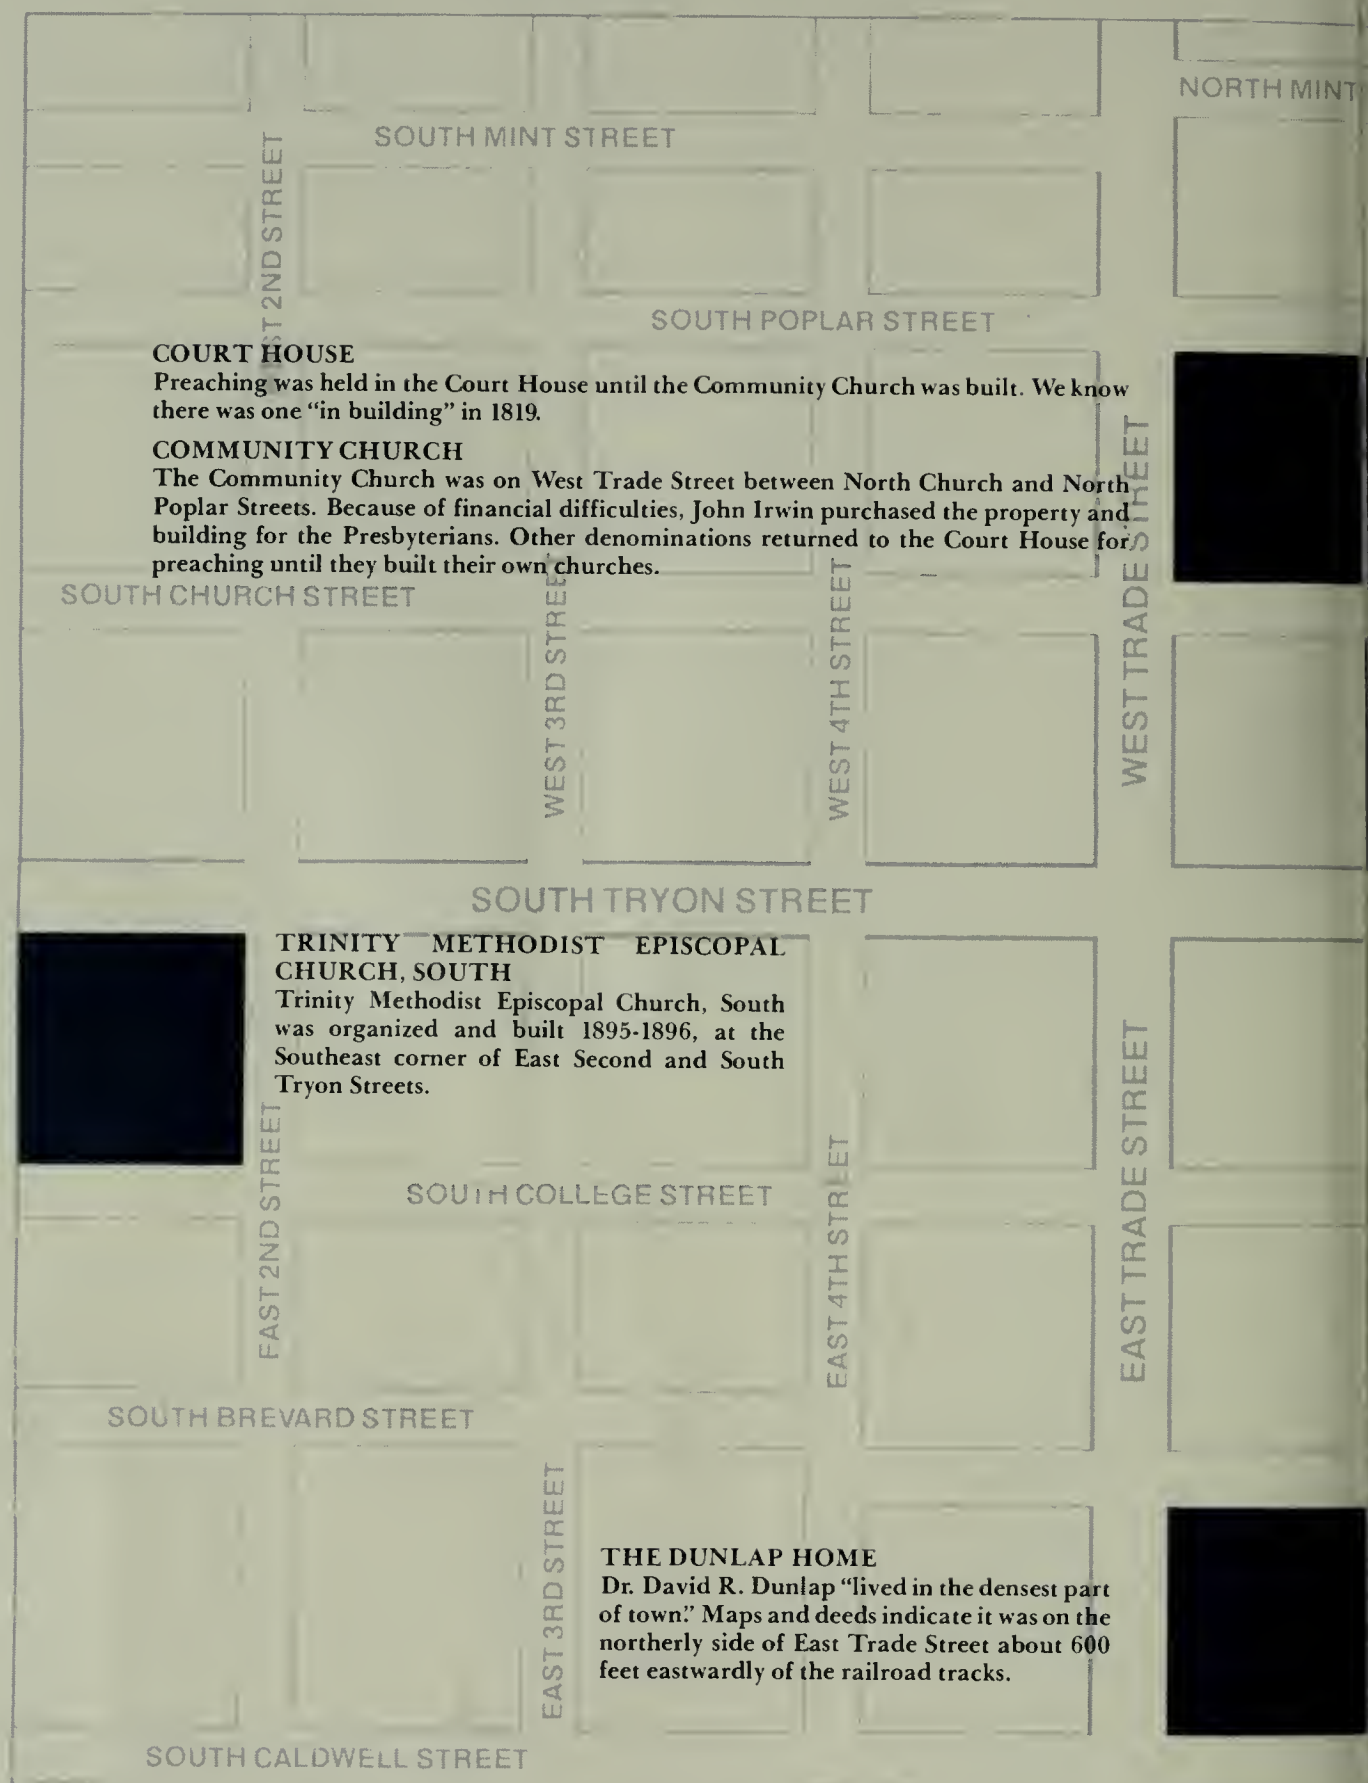 NORTH MINT
SOUTH MINT STREET
WEST 2ND STREET
SOUTH POPLAR STREET
COURT HOUSE
Preaching was held in the Court House until the Community Church was built. We know
there was one “in building” in 1819.
COMMUNITY CHURCH
The Community Church was on West Trade Street between North Church and North
Poplar Streets. Because of financial difficulties, John Irwin purchased the property and
building for the Presbyterians. Other denominations returned to the Court House for
preaching until they built their own churches.
SOUTH CHURCH STREET
WEST 3RD STREET
WEST 4TH STREET
WEST TRADE STREET
SOUTH TRYON STREET
TRINITY METHODIST EPISCOPAL
CHURCH, SOUTH
Trinity Methodist Episcopal Church, South
was organized and built 1895-1896, at the
Southeast corner of East Second and South
Tryon Streets.
EAST 2ND STREET
SOUTH COLLEGE STREET
EAST 4TH STREET
EAST TRADE STREET
SOUTH BREVARD STREET
EAST 3RD STREET
THE DUNLAP HOME
Dr. David R. Dunlap “lived in the densest part
of town.” Maps and deeds indicate it was on the
northerly side of East Trade Street about 600
feet eastwardly of the railroad tracks.
SOUTH CALDWELL STREET